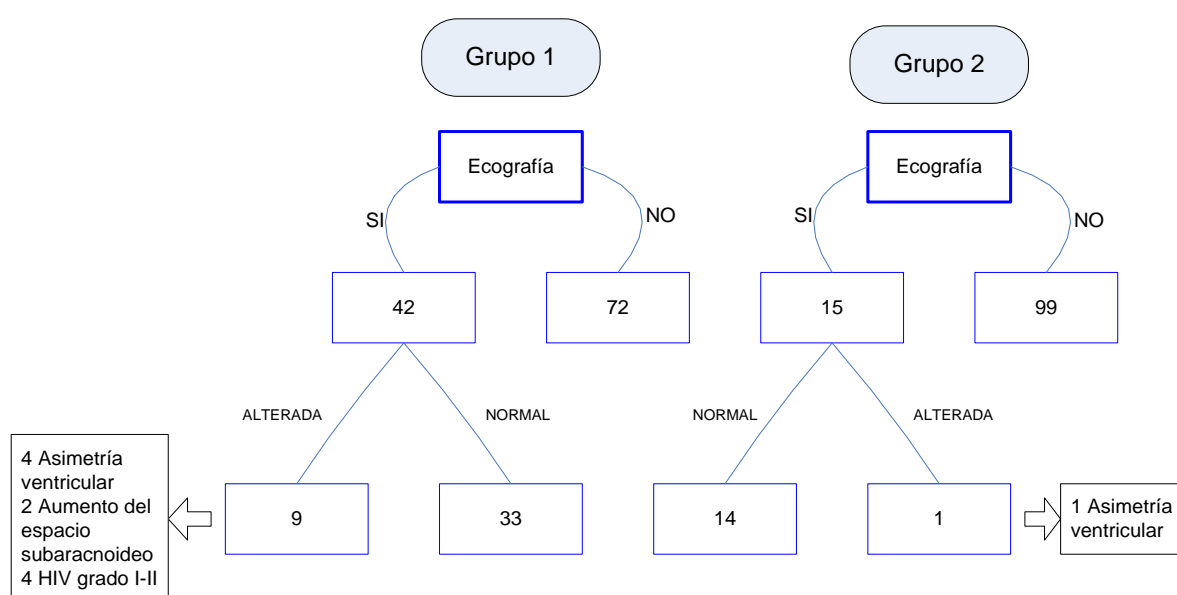 Grupo 1
Grupo 2
Ecografía
Ecografía
SI
NO
SI
NO
42
72
15
99
ALTERADA
NORMAL
NORMAL
ALTERADA
4 Asimetría
ventricular
2 Aumento del
espacio
subaracnoideo
4 HIV grado I-II
9
33
14
1
1 Asimetría
ventricular